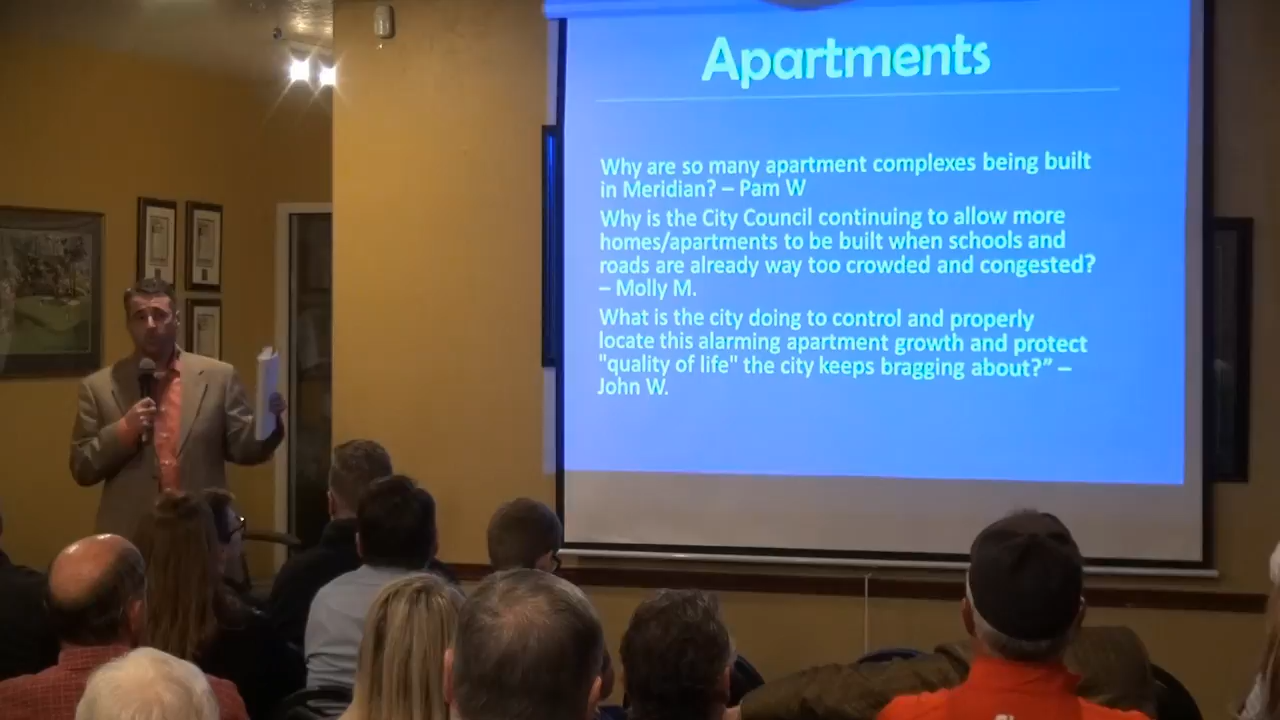 Apartments
Why are so many apartment complexes being built
in Meridian? – Pam W
Why is the City Council continuing to allow more
homes/apartments to be built when schools and
roads are already way too crowded and congested?
– Molly M.
What is the city doing to control and properly
locate this alarming apartment growth and protect
"quality of life" the city keeps bragging about?” –
John W.